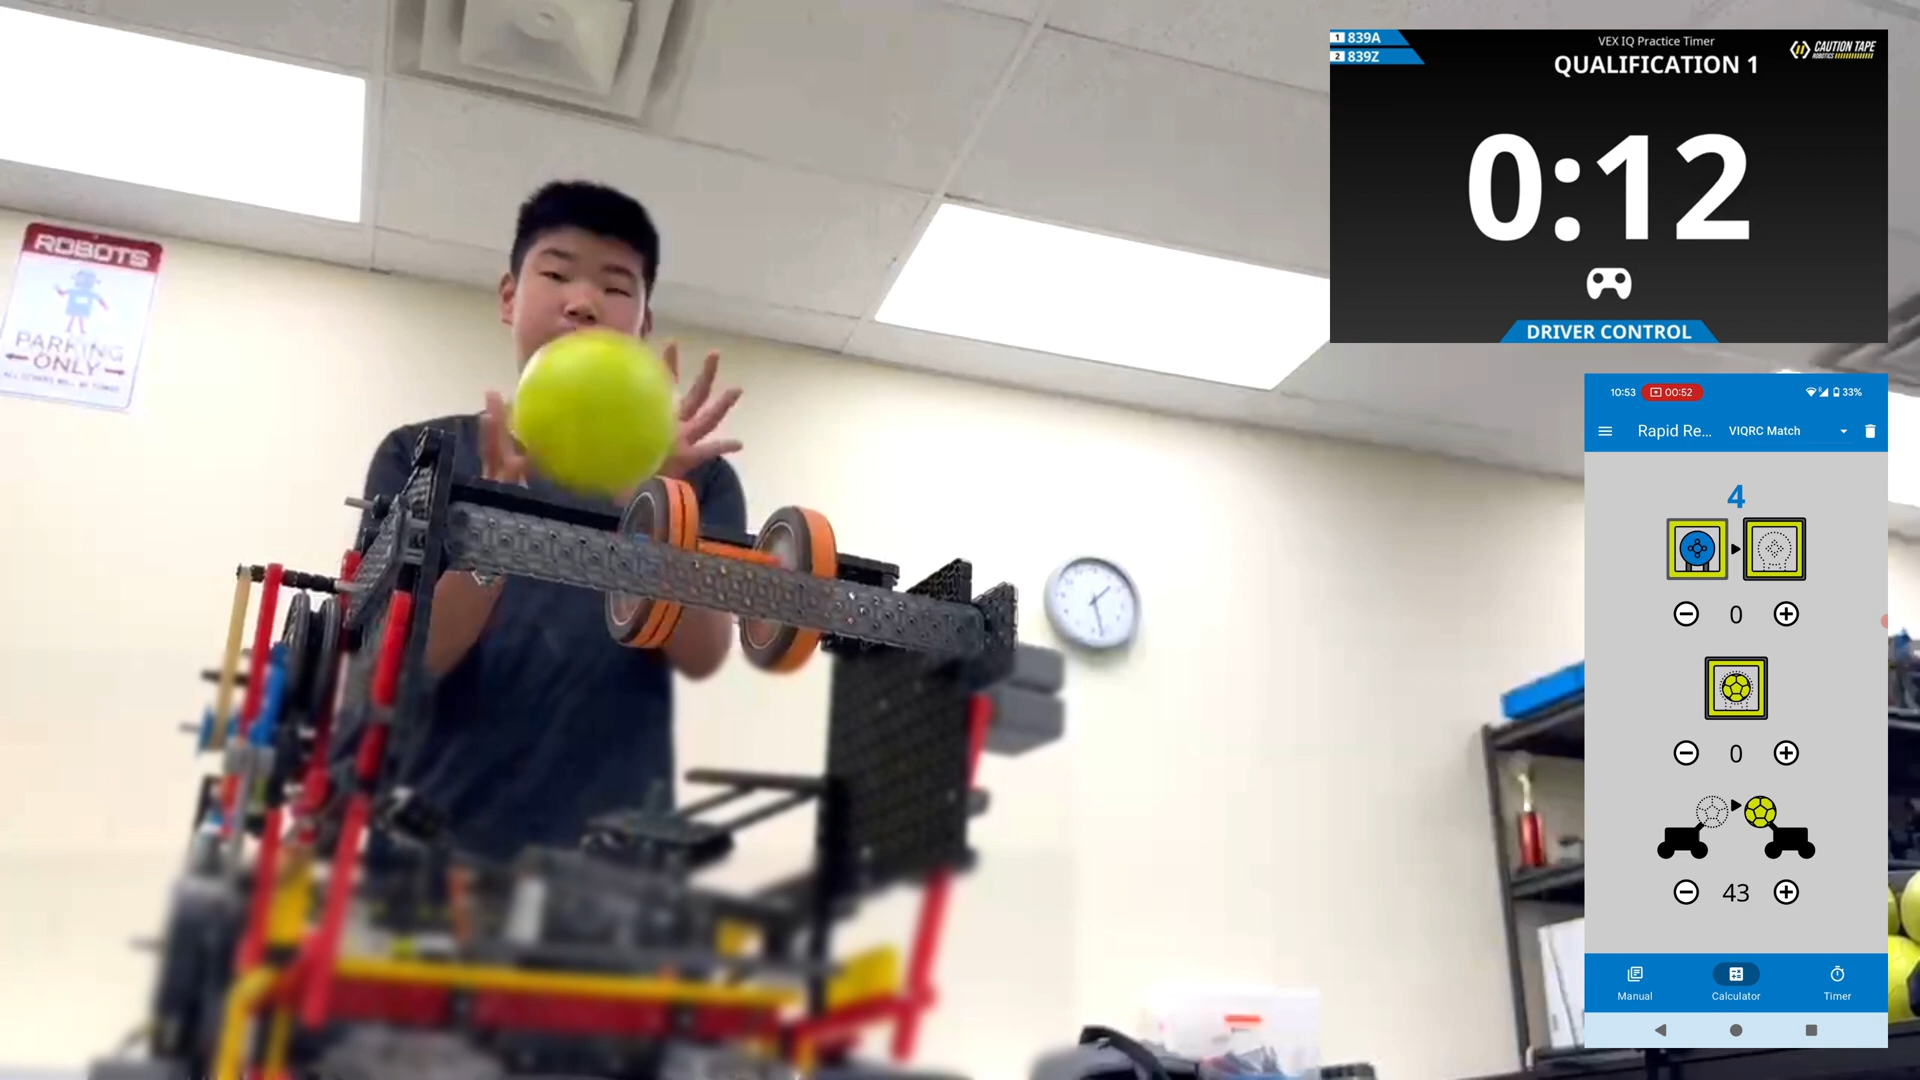 ROBOTS
PARKING
ONLY
1 839A
2 839Z
VEX IQ Practice Timer
QUALIFICATION 1
CAUTION TAPE
ROBOTICS
0:12
DRIVER CONTROL
10:53
00:52
33%
Rapid Re...
VIQRC Match
4
0
0
43
Manual
Calculator
Timer